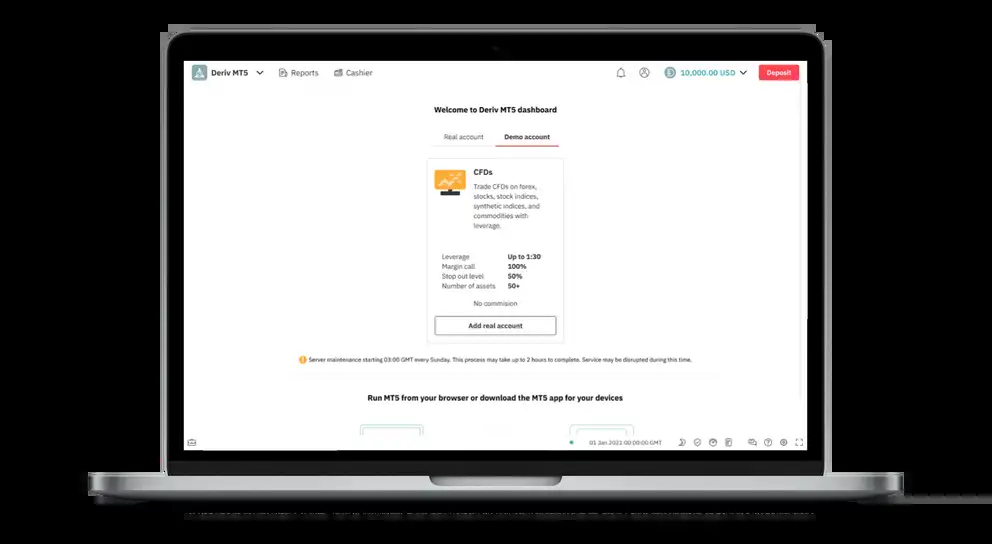 Deriv MT5 Reports Cashier 10,000.00 USD Deposit
Welcome to Deriv MT5 dashboard
Real account Demo account
CFDs
Trade CFDs on forex,
stocks, stock indices,
synthetic indices, and
commodities with
leverage.
Leverage Up to 1:30
Margin call 100%
Stop out level 50%
Number of assets 50+
No commision
Add real account
Server maintenance starting 03:00 GMT every Sunday. This process may take up to 2 hours to complete. Service may be disrupted during this time.
Run MT5 from your browser or download the MT5 app for your devices
01 Jan 2021 00:00:00 GMT